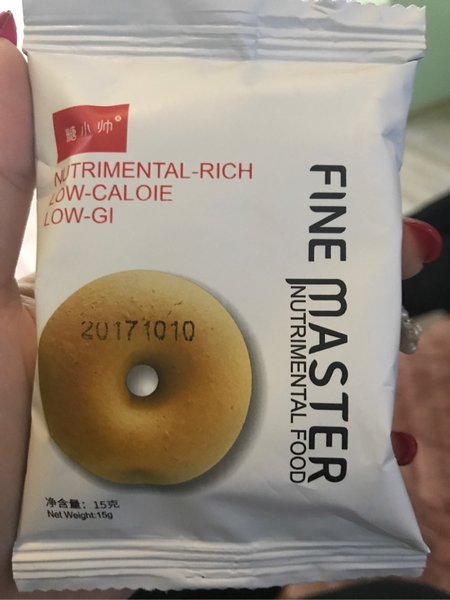 糖小帅®
NUTRIMENTAL-RICH
LOW-CALOIE
LOW-GI
FINE MASTER
NUTRIMENTAL FOOD
20171010
净含量：15克
Net Weight:15g